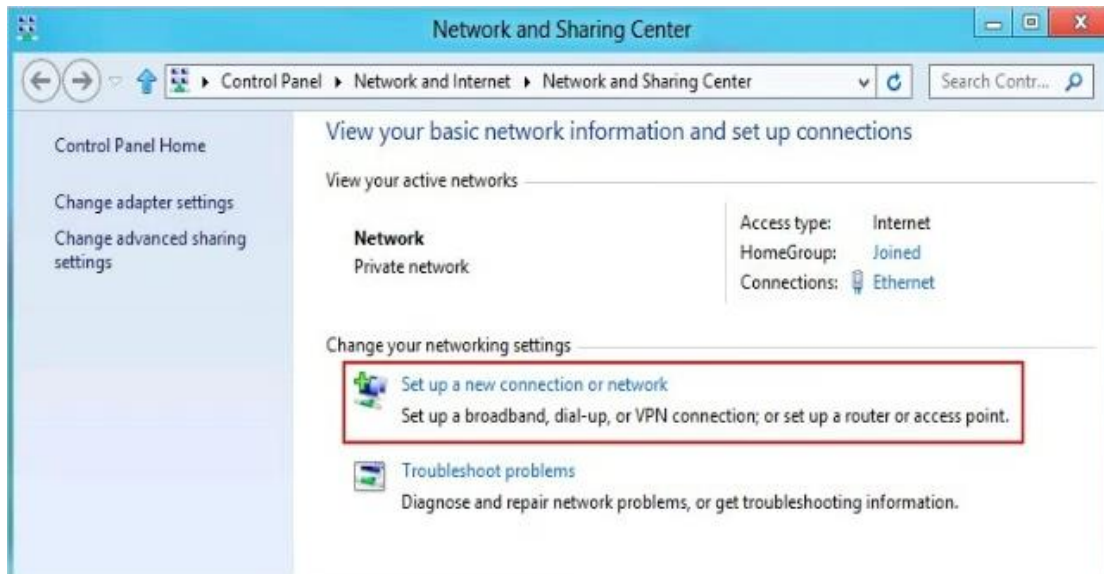 Network and Sharing Center
Control Panel Network and Internet Network and Sharing Center
Search Contr...
Control Panel Home
Change adapter settings
Change advanced sharing
settings
View your basic network information and set up connections
View your active networks
Network
Private network
Access type: Internet
HomeGroup: Joined
Connections: Ethernet
Change your networking settings
Set up a new connection or network
Set up a broadband, dial-up, or VPN connection; or set up a router or access point.
Troubleshoot problems
Diagnose and repair network problems, or get troubleshooting information.